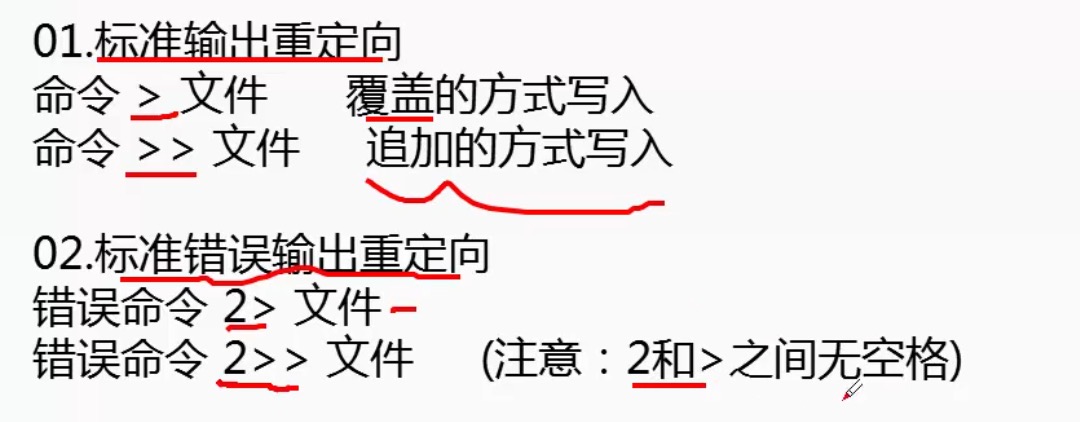 01.标准输出重定向
命令 > 文件 覆盖的方式写入
命令 >> 文件 追加的方式写入
02.标准错误输出重定向
错误命令 2> 文件
错误命令 2>> 文件 (注意：2和>之间无空格)